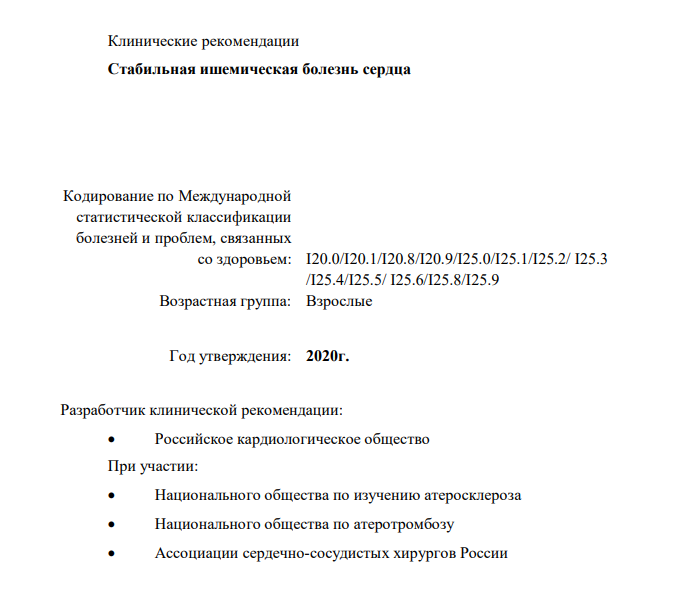 Клинические рекомендации
Стабильная ишемическая болезнь сердца
Кодирование по Международной
статистической классификации
болезней и проблем, связанных
со здоровьем: I20.0/I20.1/I20.8/I20.9/I25.0/I25.1/I25.2/ I25.3
/I25.4/I25.5/ I25.6/I25.8/I25.9
Возрастная группа: Взрослые
Год утверждения: 2020г.
Разработчик клинической рекомендации:
• Российское кардиологическое общество
При участии:
• Национального общества по изучению атеросклероза
• Национального общества по атеротромбозу
• Ассоциации сердечно-сосудистых хирургов России